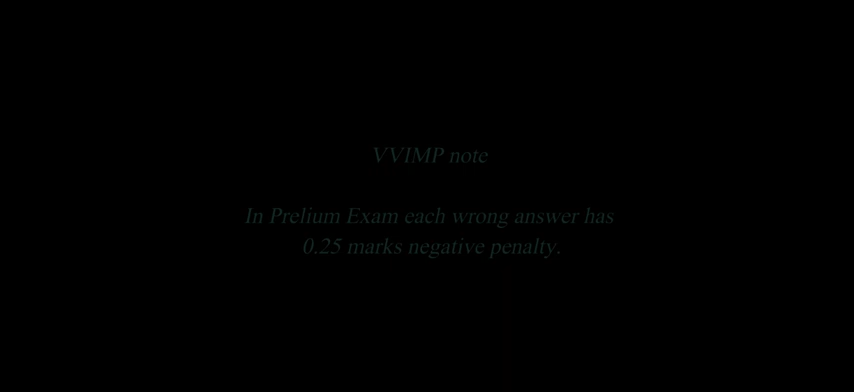 VVIMP note
In Prelium Exam each wrong answer has
0.25 marks negative penalty.